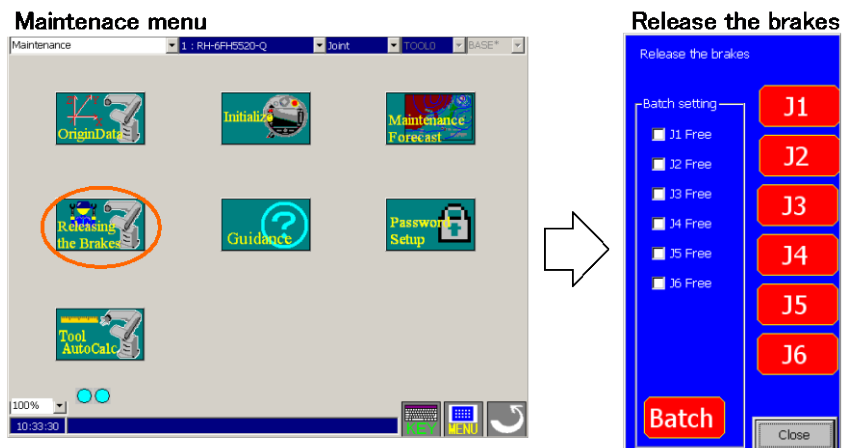 Maintenace menu
Release the brakes
Maintenance 1 : RH-6FH5520-Q Joint TOOL0 BASE*
OriginData
Initialize
Maintenance
Forecast
Releasing
the Brakes
Guidance
Password
Setup
Tool
AutoCalc
100%
10:33:30
KEY
MENU
Release the brakes
Batch setting
J1 Free
J2 Free
J3 Free
J4 Free
J5 Free
J6 Free
Batch
J1
J2
J3
J4
J5
J6
Close